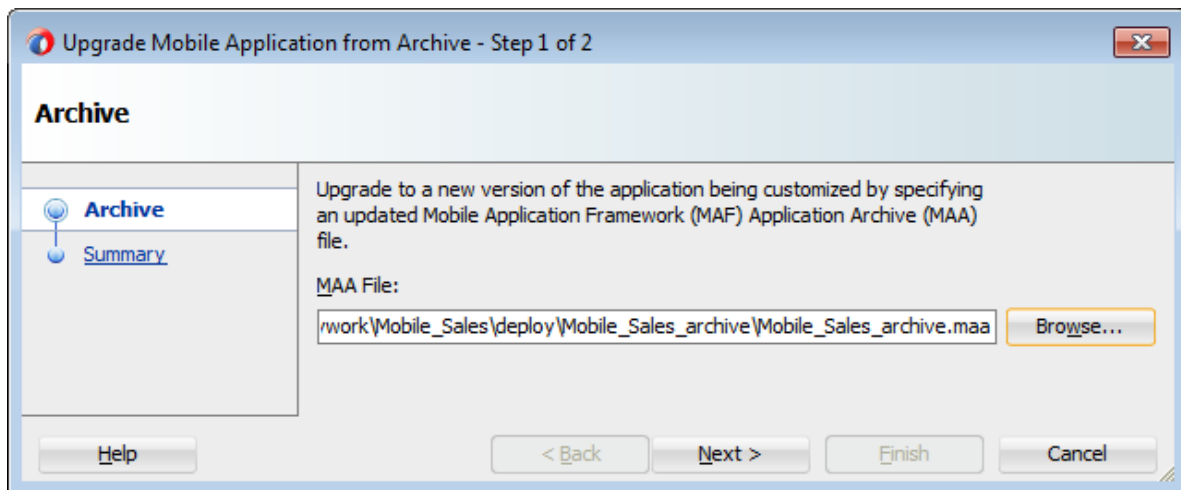 Upgrade Mobile Application from Archive - Step 1 of 2
Archive
Archive
Summary
Upgrade to a new version of the application being customized by specifying
an updated Mobile Application Framework (MAF) Application Archive (MAA)
file.
MAA File:
work\Mobile_Sales\deploy\Mobile_Sales_archive\Mobile_Sales_archive.maa
Browse...
Help
< Back
Next >
Finish
Cancel